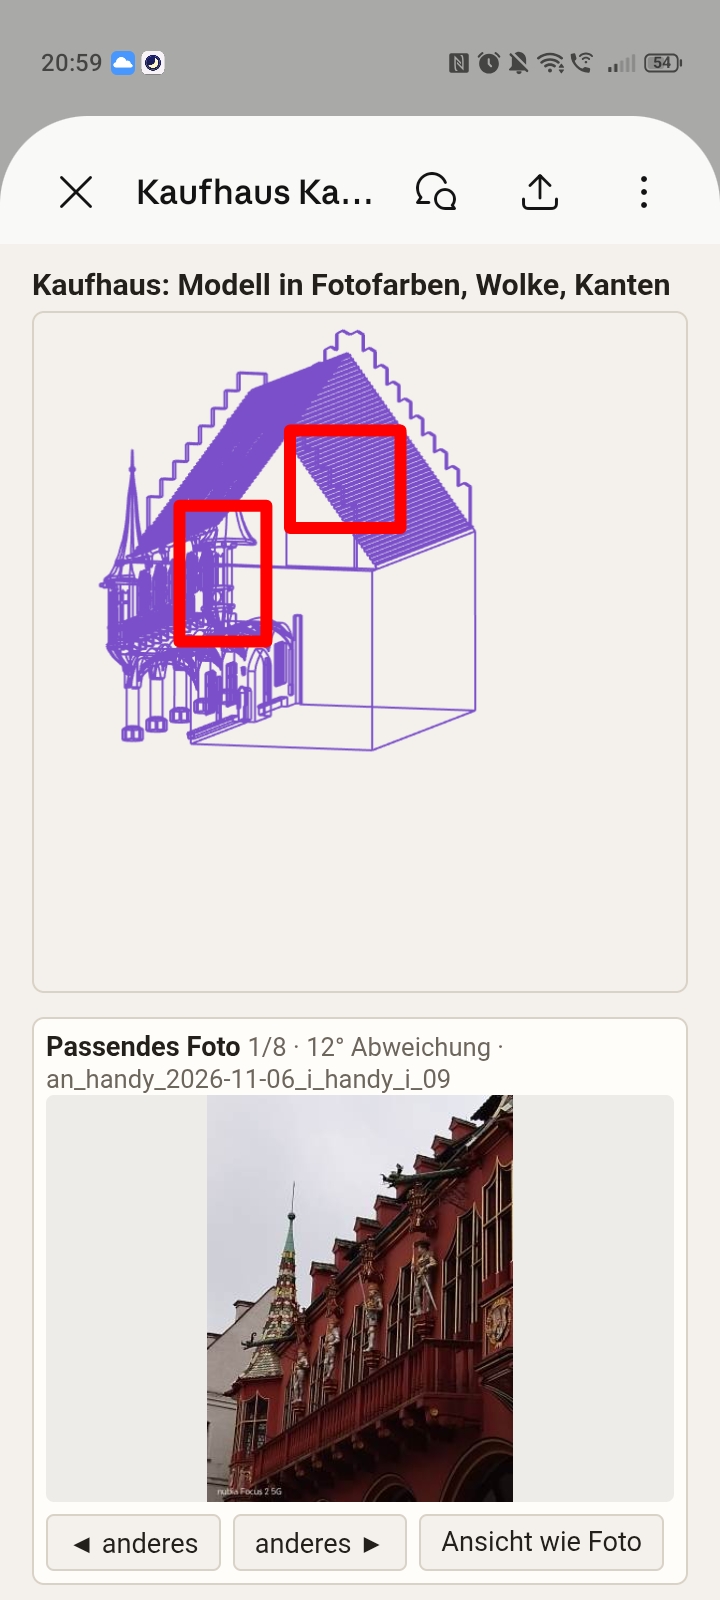 20:59
54
Kaufhaus Ka...
Kaufhaus: Modell in Fotofarben, Wolke, Kanten
Passendes Foto 1/8 · 12° Abweichung ·
an_handy_2026-11-06_i_handy_i_09
nubia Focus 2 5G
◄ anderes
anderes ►
Ansicht wie Foto